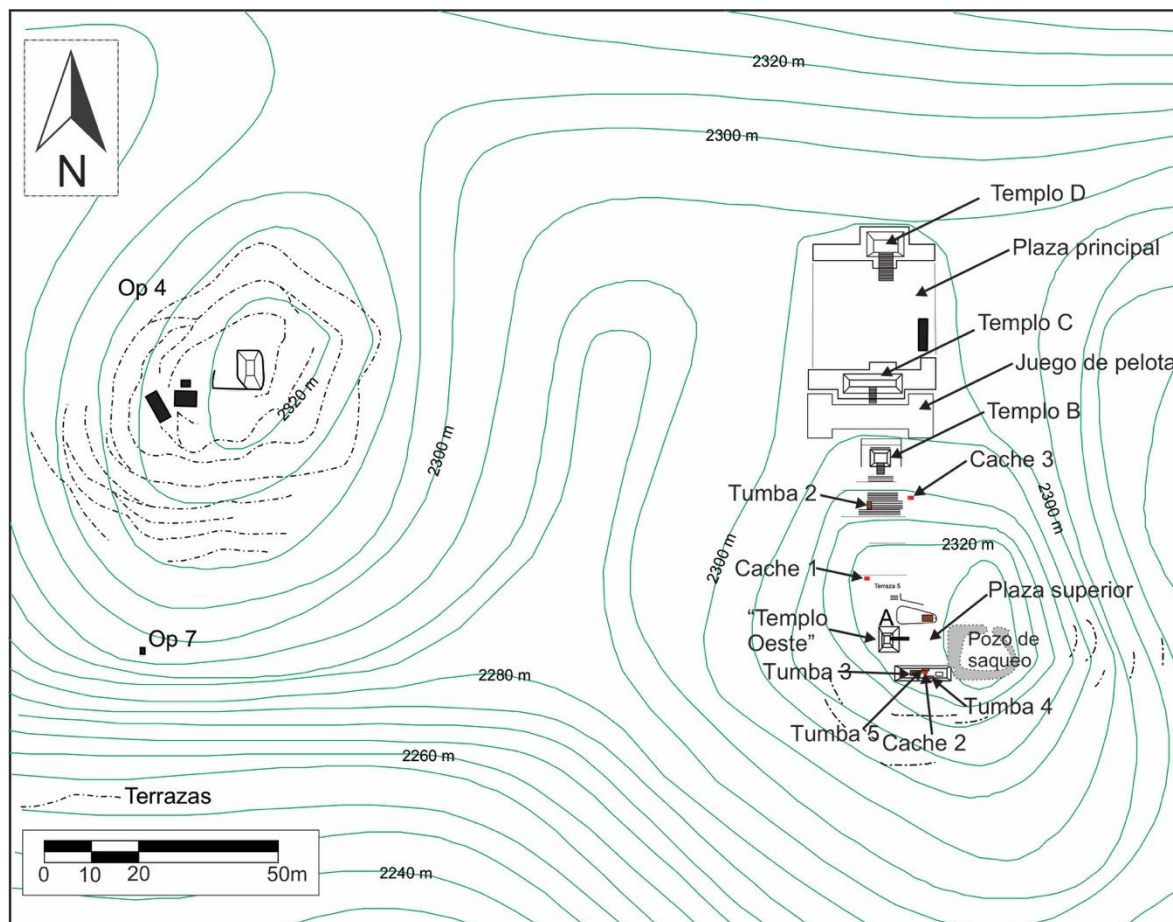 2320 m
2300 m
N
Templo D
Plaza principal
Op 4
Templo C
Juego de pelota
2320 m
Templo B
2300 m
Cache 3
Tumba 2
2300 m
2320 m
2300 m
Cache 1
Terraza 5
Plaza superior
"Templo
Oeste"
A
Pozo de
saqueo
Op 7
Tumba 3
2280 m
Tumba 4
Tumba 5
Cache 2
2260 m
Terrazas
0 10 20 50m
2240 m